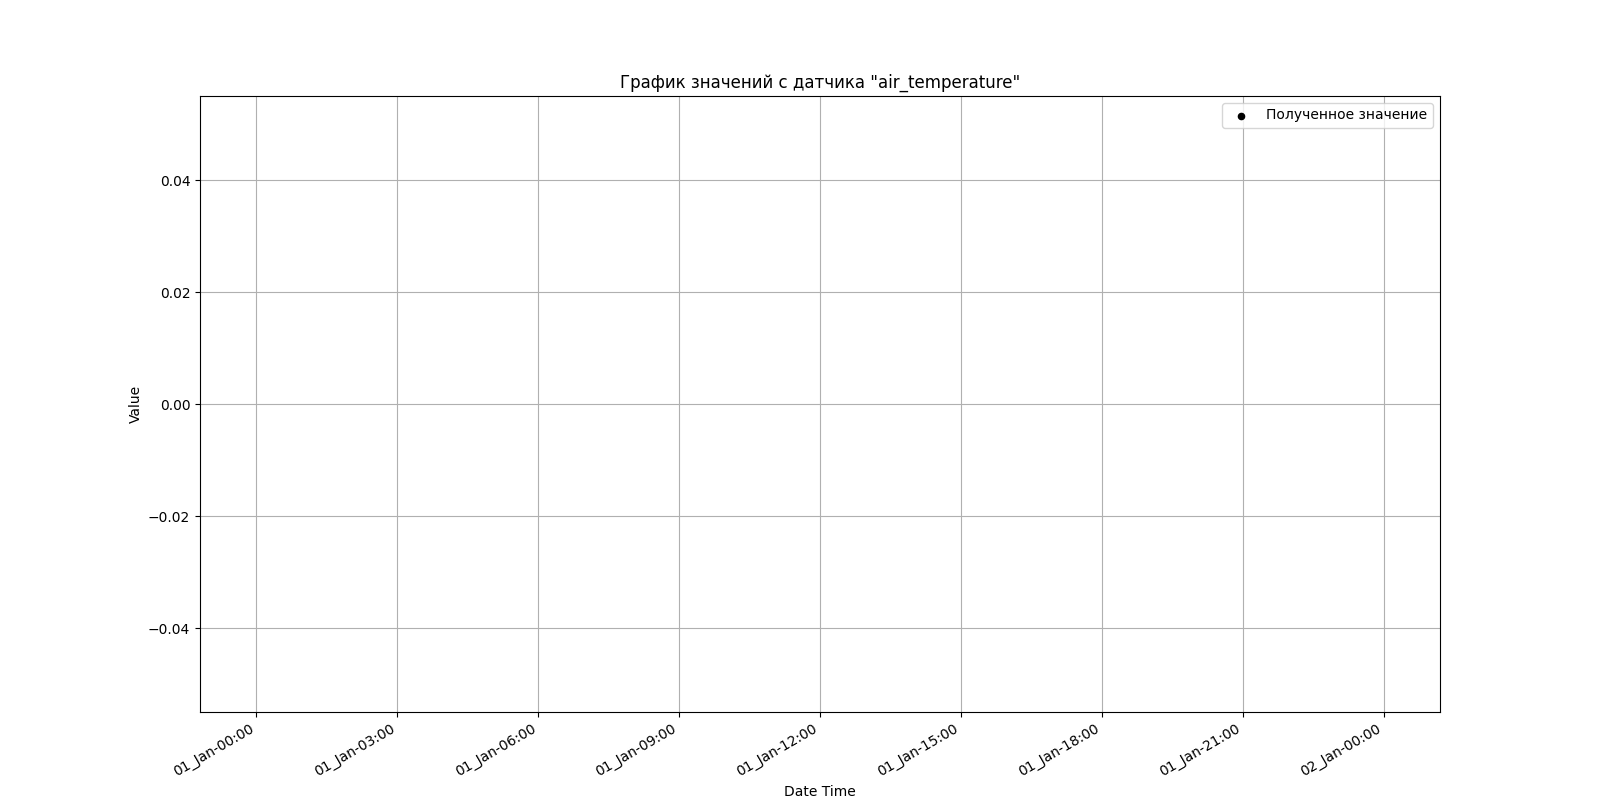 График значений с датчика "air_temperature"
Полученное значение
0.04
0.02
0.00
−0.02
−0.04
Value
01_Jan-00:00
01_Jan-03:00
01_Jan-06:00
01_Jan-09:00
01_Jan-12:00
01_Jan-15:00
01_Jan-18:00
01_Jan-21:00
02_Jan-00:00
Date Time